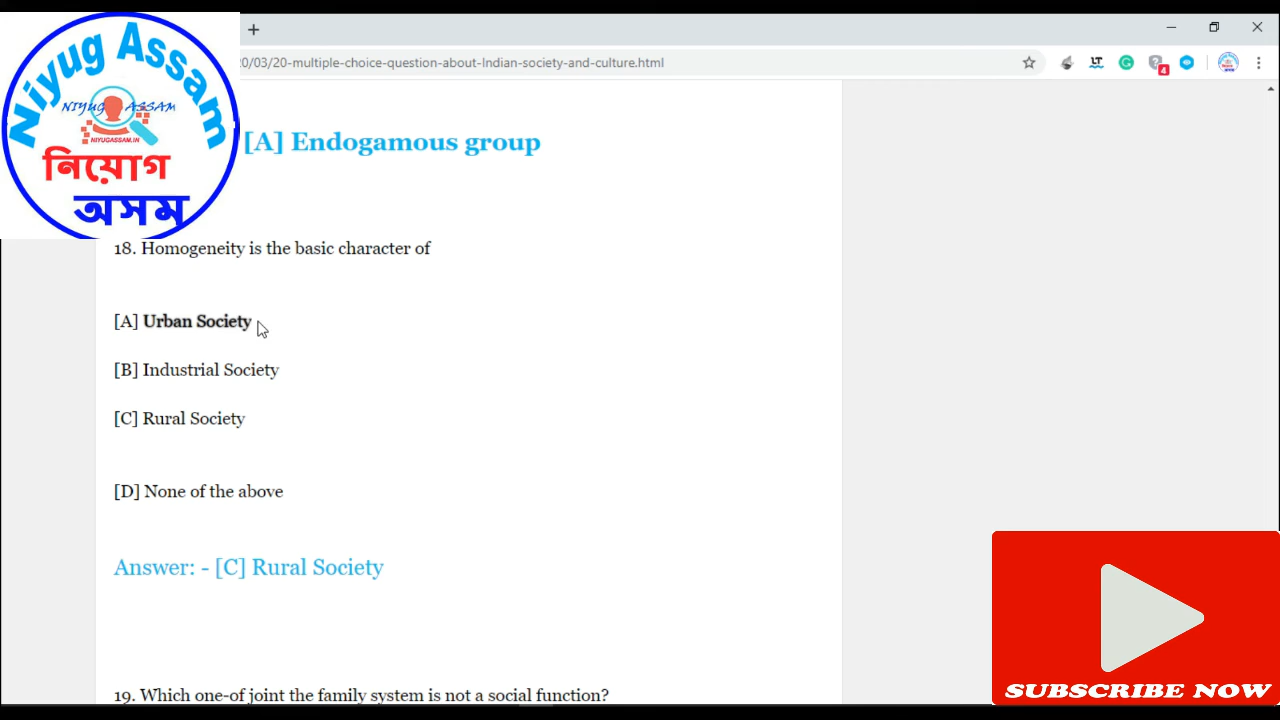 Niyug Assam
NIYUG ASSAM
NIYUGASSAM.IN
নিয়োগ
অসম
20/03/20-multiple-choice-question-about-Indian-society-and-culture.html
LT
4
[A] Endogamous group
18. Homogeneity is the basic character of
[A] Urban Society
[B] Industrial Society
[C] Rural Society
[D] None of the above
Answer: - [C] Rural Society
19. Which one-of joint the family system is not a social function?
SUBSCRIBE NOW